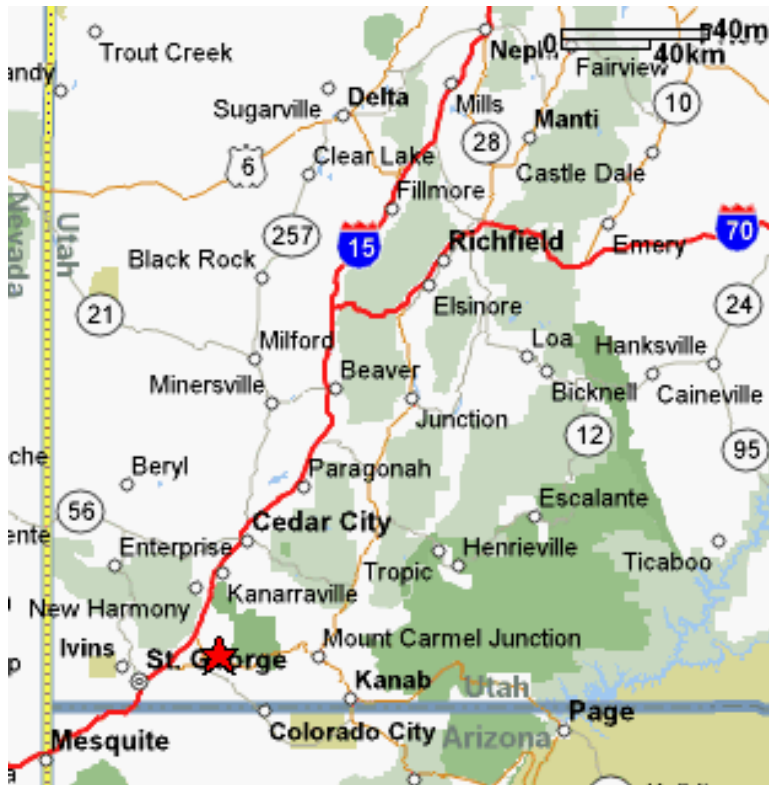 40m
0
40km
Trout Creek
Fairview
Mills
10
Sugarville
Delta
Manti
28
6
Clear Lake
Castle Dale
Fillmore
Nevada
Utah
257
15
Richfield
Emery
70
Black Rock
Elsinore
21
24
Milford
Loa
Hanksville
Minersville
Beaver
Bicknell
Caineville
Junction
12
95
Beryl
Paragonah
56
Escalante
Cedar City
Enterprise
Henrieville
Tropic
Ticaboo
Kanarraville
New Harmony
Mount Carmel Junction
Ivins
St. George
Kanab
Utah
Page
Colorado City
Arizona
Mesquite